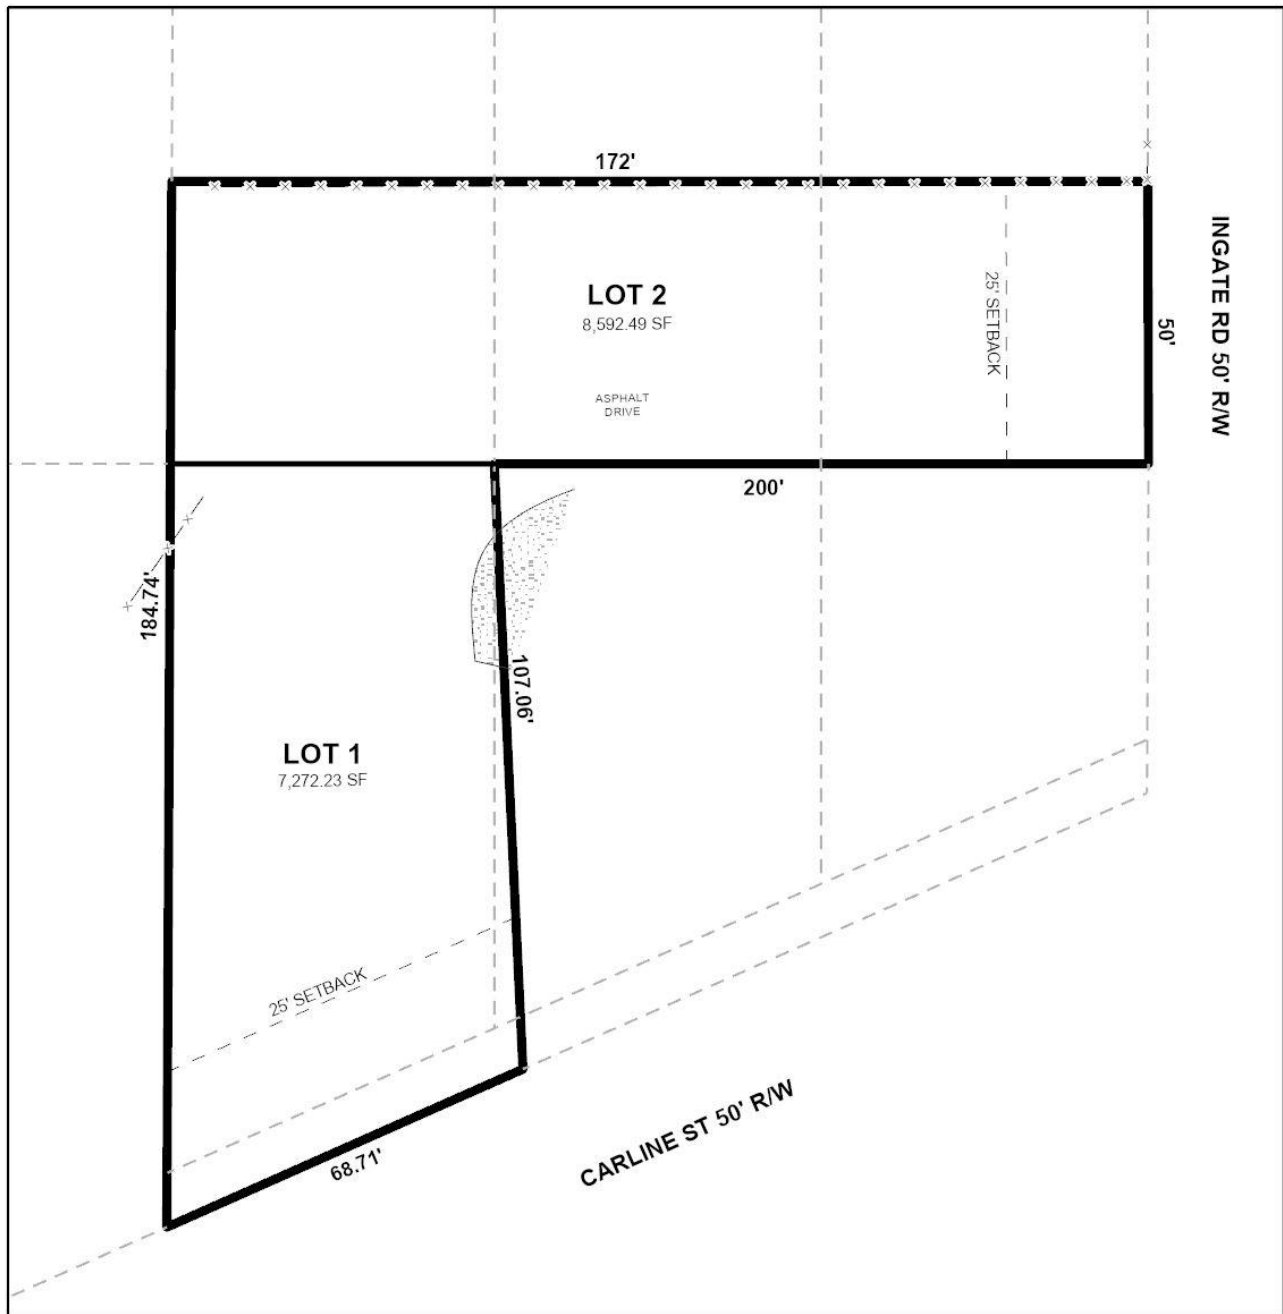 172'
LOT 2
8,592.49 SF
ASPHALT
DRIVE
25' SETBACK
50'
INGATE RD 50' R/W
200'
184.74'
107.06'
LOT 1
7,272.23 SF
25' SETBACK
68.71'
CARLINE ST 50' R/W